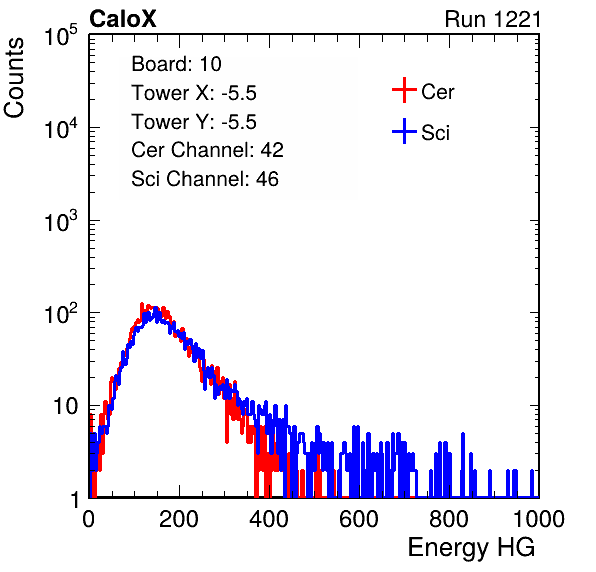 CaloX Run 1221
Counts
10^5
10^4
10^3
10^2
10
1
Board: 10
Tower X: -5.5
Tower Y: -5.5
Cer Channel: 42
Sci Channel: 46
Cer
Sci
0 200 400 600 800 1000
Energy HG